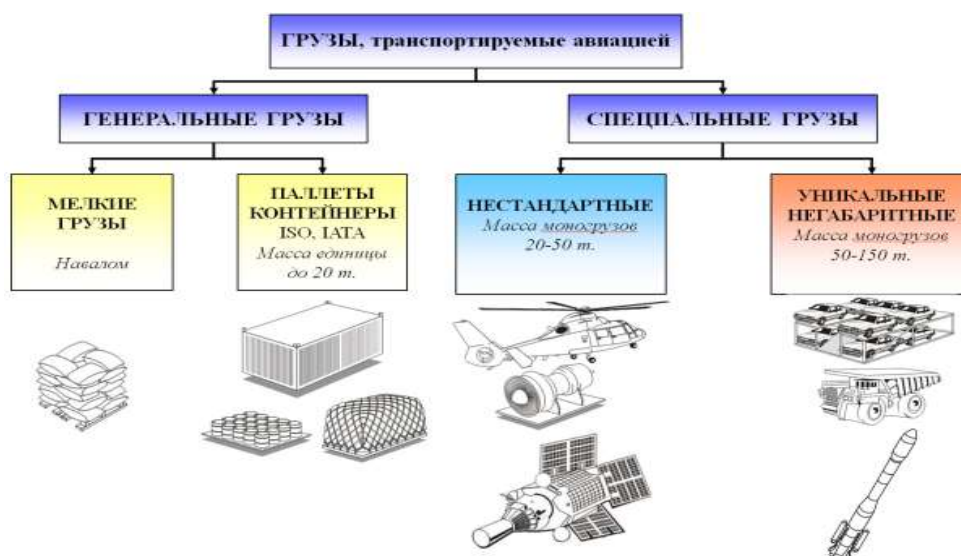 ГРУЗЫ, транспортируемые авиацией
ГЕНЕРАЛЬНЫЕ ГРУЗЫ
СПЕЦИАЛЬНЫЕ ГРУЗЫ
МЕЛКИЕ
ГРУЗЫ
Навалом
ПАЛЛЕТЫ
КОНТЕЙНЕРЫ
ISO, IATA
Масса единицы
до 20 т.
НЕСТАНДАРТНЫЕ
Масса моногрузов
20-50 т.
УНИКАЛЬНЫЕ
НЕГАБАРИТНЫЕ
Масса моногрузов
50-150 т.